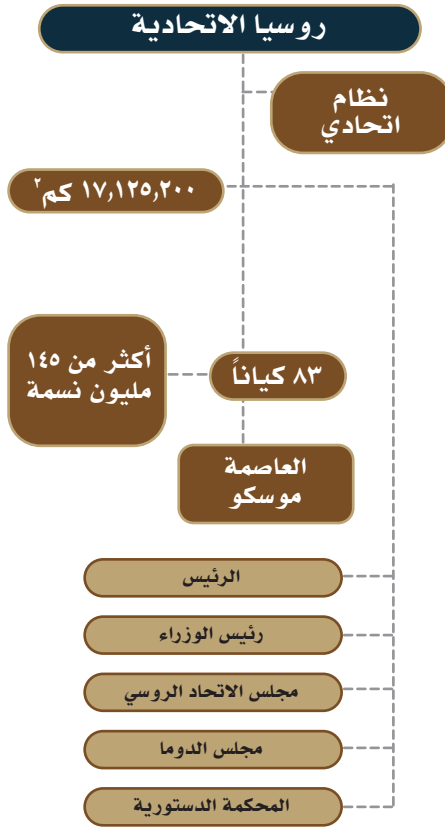 روسيا الاتحادية
نظام
اتحادي
١٧,١٢٥,٢٠٠ كم٢
أكثر من ١٤٥
مليون نسمة
٨٣ كياناً
العاصمة
موسكو
الرئيس
رئيس الوزراء
مجلس الاتحاد الروسي
مجلس الدوما
المحكمة الدستورية